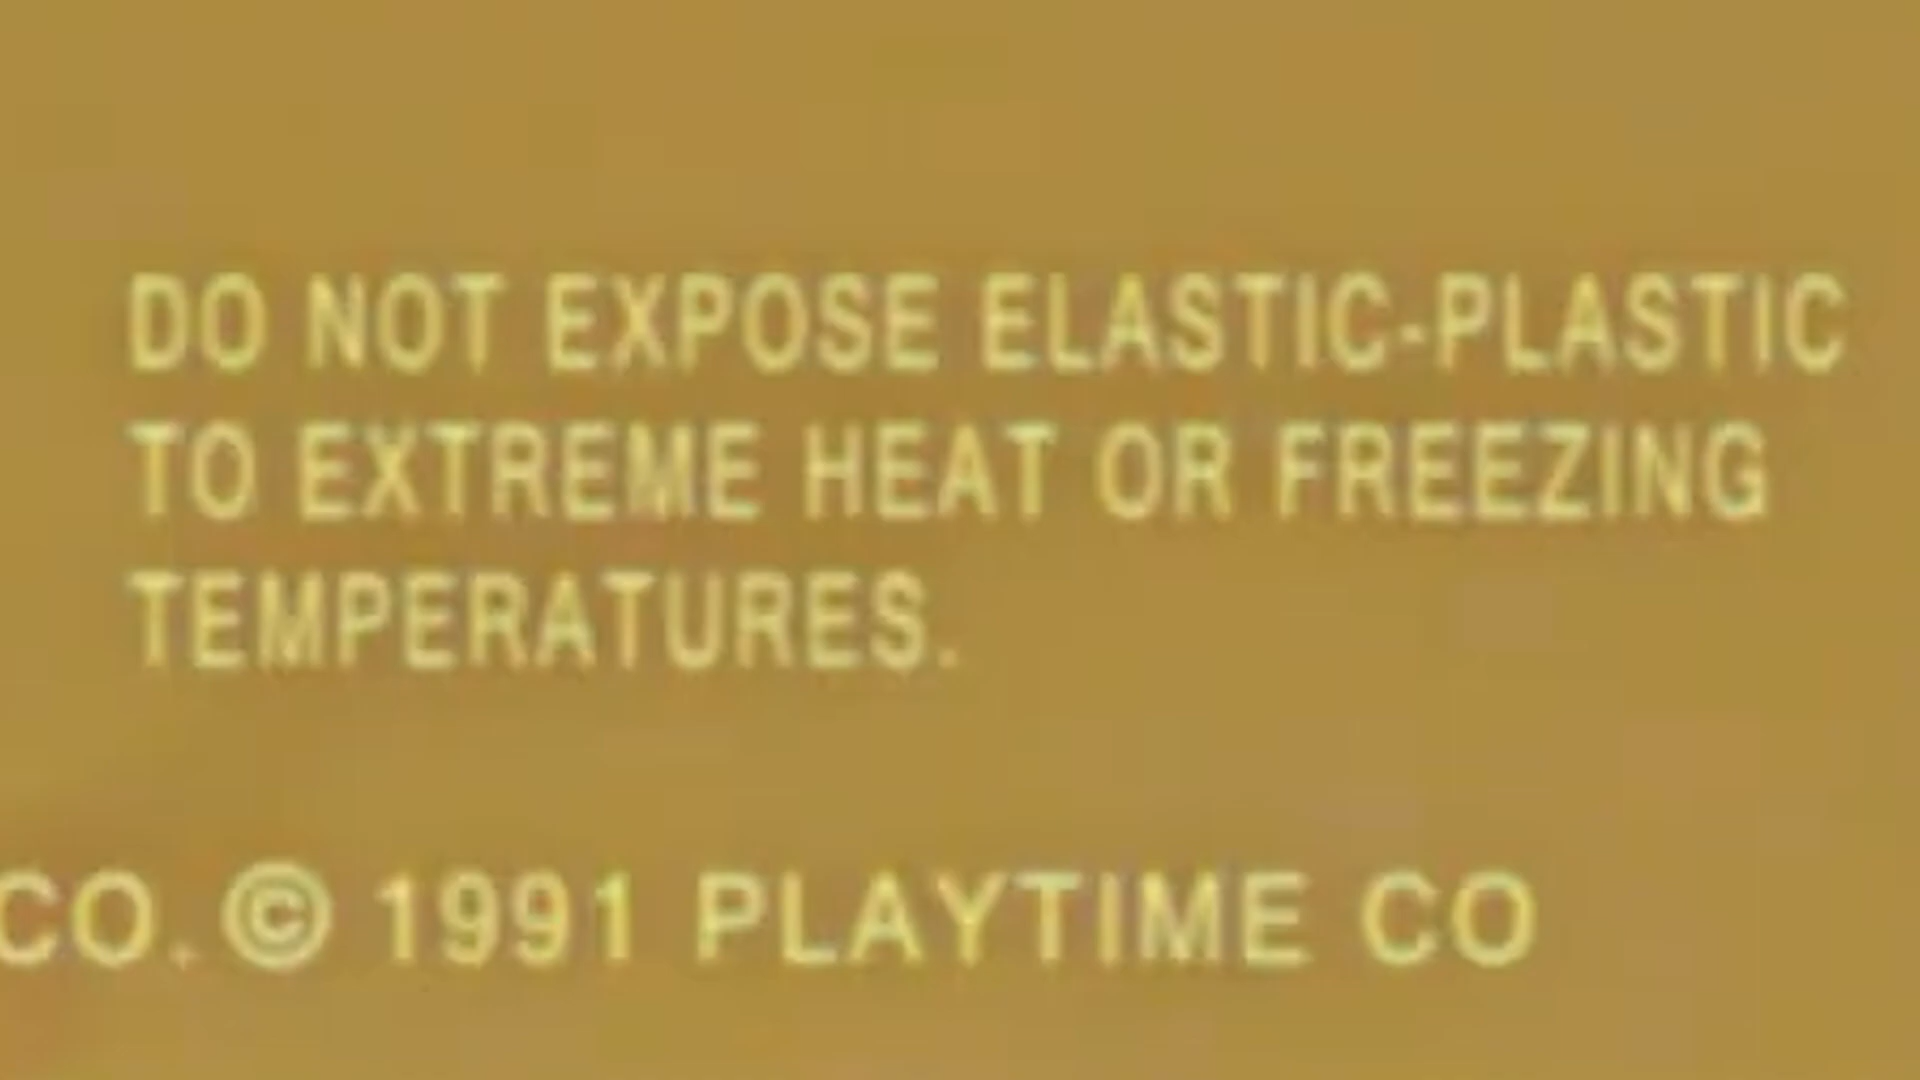 DO NOT EXPOSE ELASTIC-PLASTIC
TO EXTREME HEAT OR FREEZING
TEMPERATURES.
CO. © 1991 PLAYTIME CO